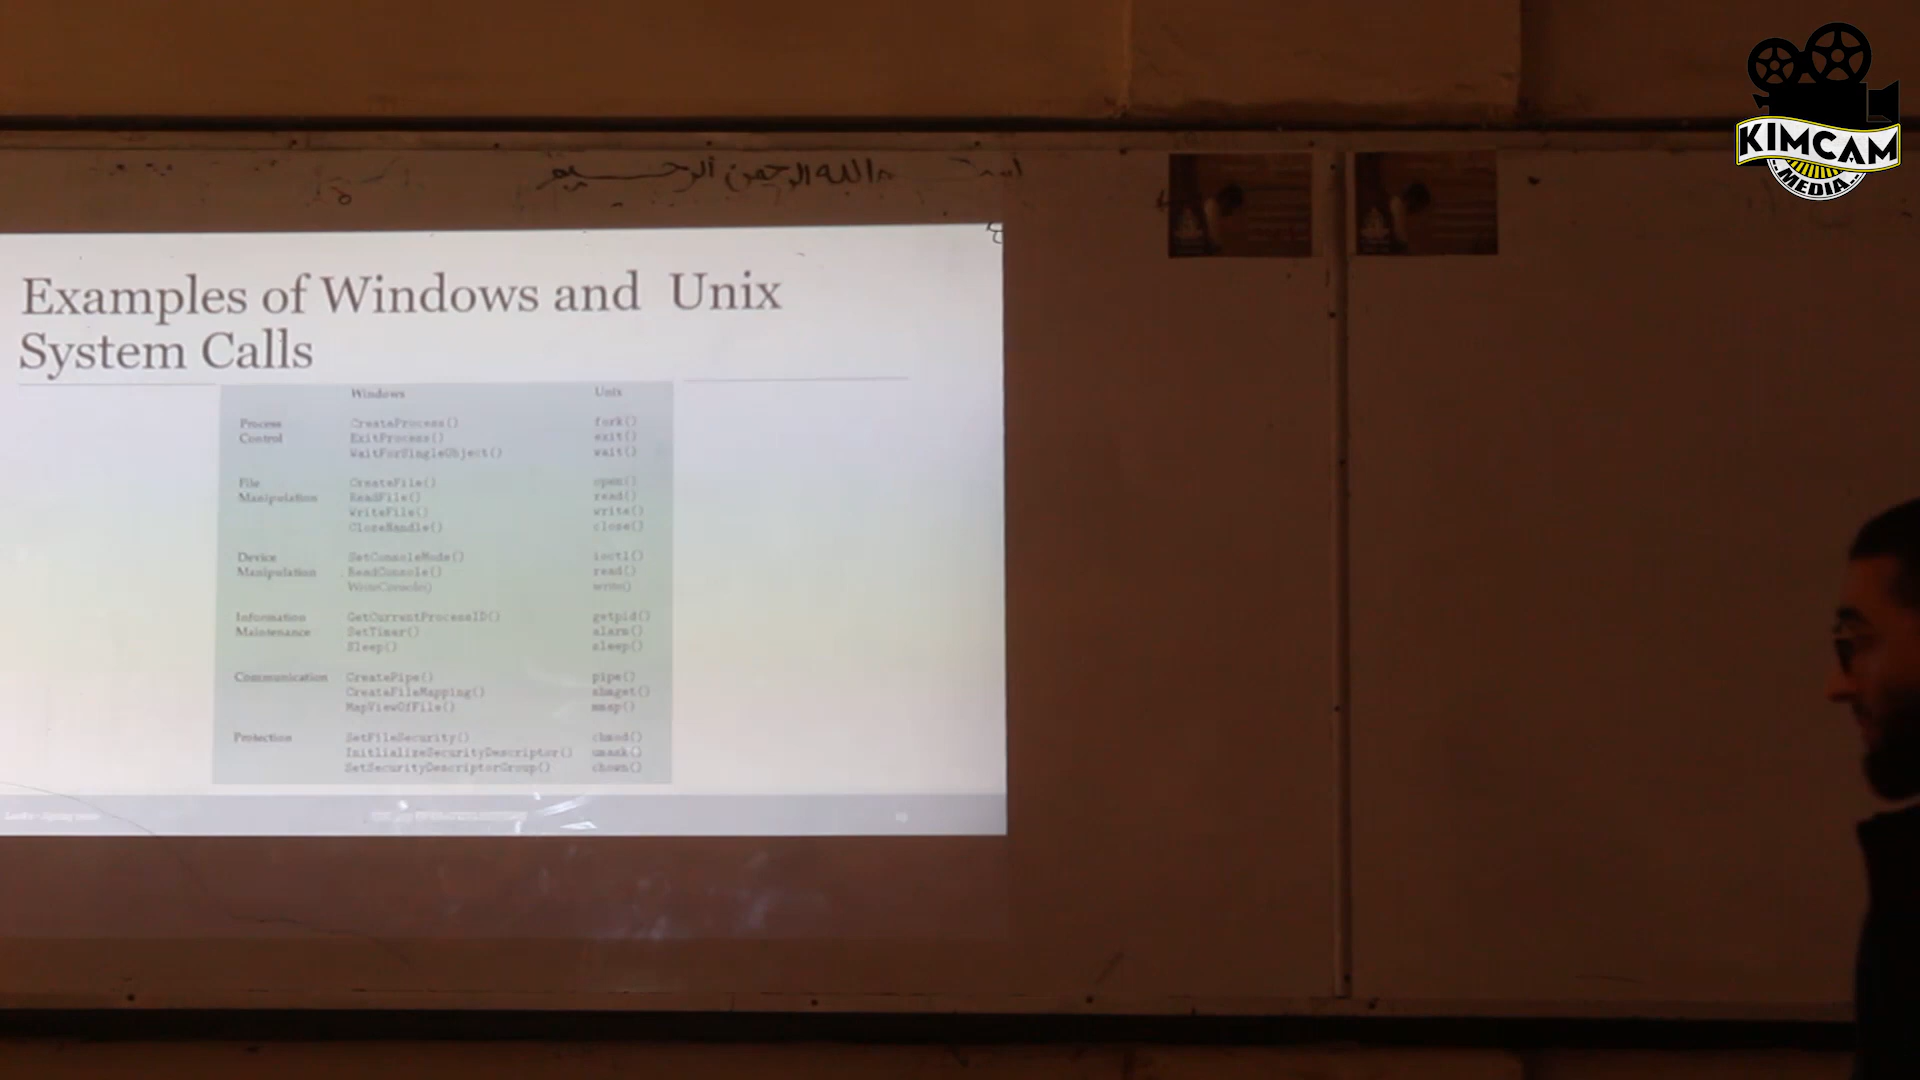 KIMCAM
MEDIA
الله الرحمن الرحيم
Examples of Windows and Unix
System Calls
Windows Unix
Process CreateProcess() fork()
Control ExitProcess() exit()
WaitForSingleObject() wait()
File CreateFile() open()
Manipulation ReadFile() read()
WriteFile() write()
CloseHandle() close()
Device SetConsoleMode() ioctl()
Manipulation ReadConsole() read()
WriteConsole() write()
Information GetCurrentProcessID() getpid()
Maintenance SetTimer() alarm()
Sleep() sleep()
Communication CreatePipe() pipe()
CreateFileMapping() shmget()
MapViewOfFile() mmap()
Protection SetFileSecurity() chmod()
InitlializeSecurityDescriptor() umask()
SetSecurityDescriptorGroup() chown()